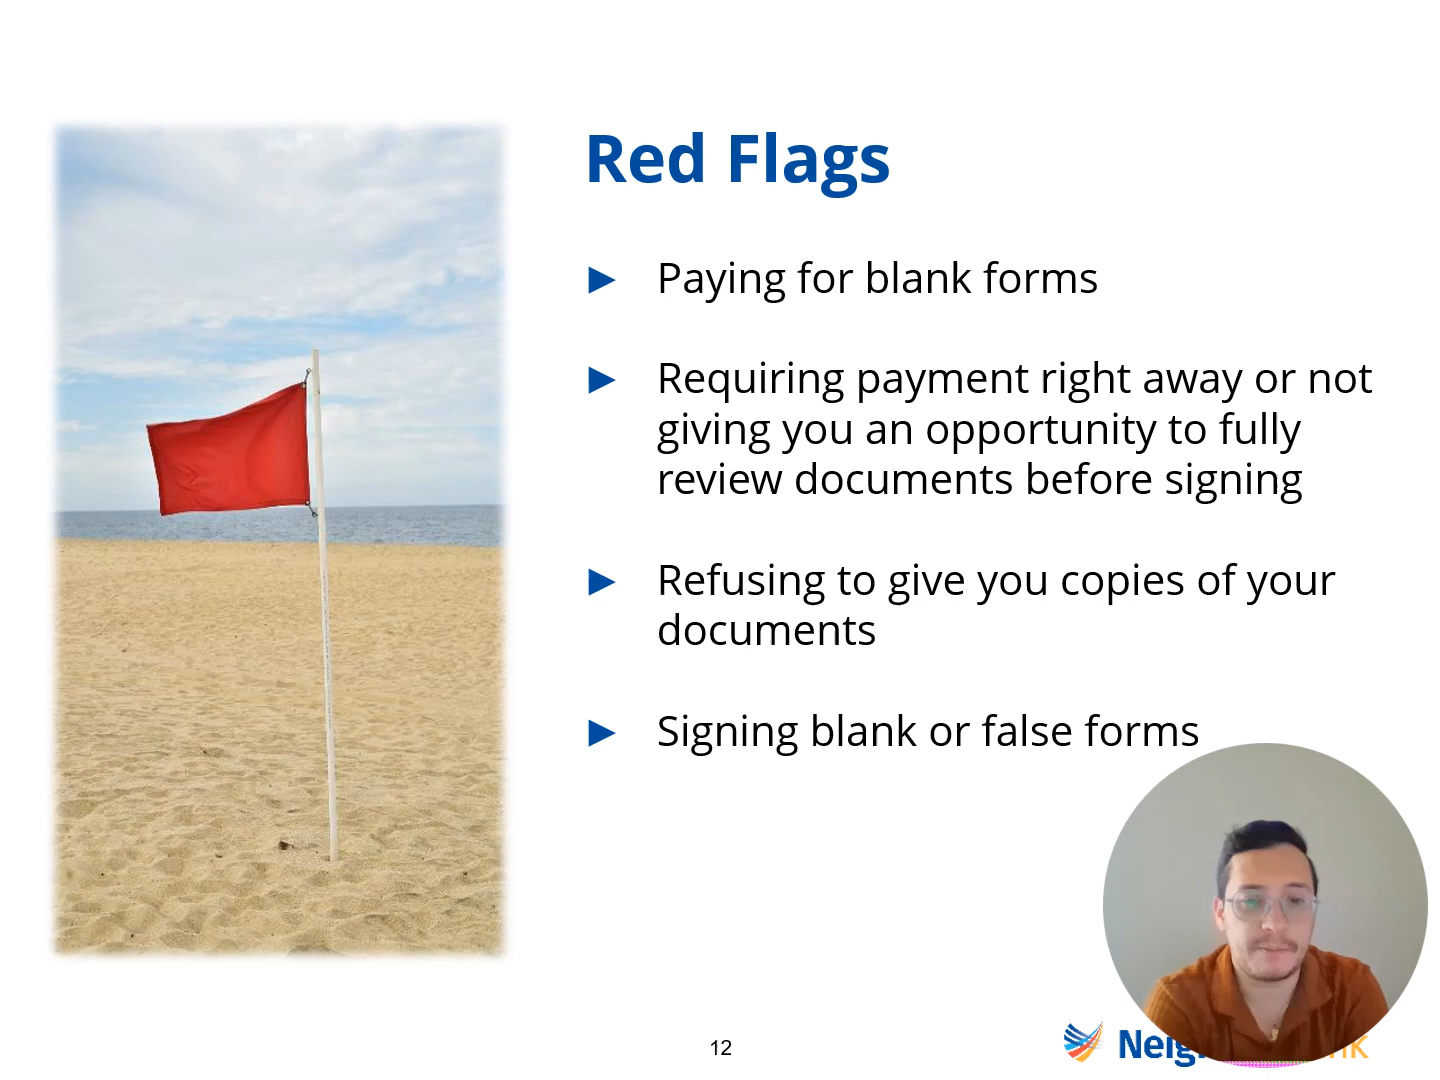 Red Flags
► Paying for blank forms
► Requiring payment right away or not
giving you an opportunity to fully
review documents before signing
► Refusing to give you copies of your
documents
► Signing blank or false forms
12